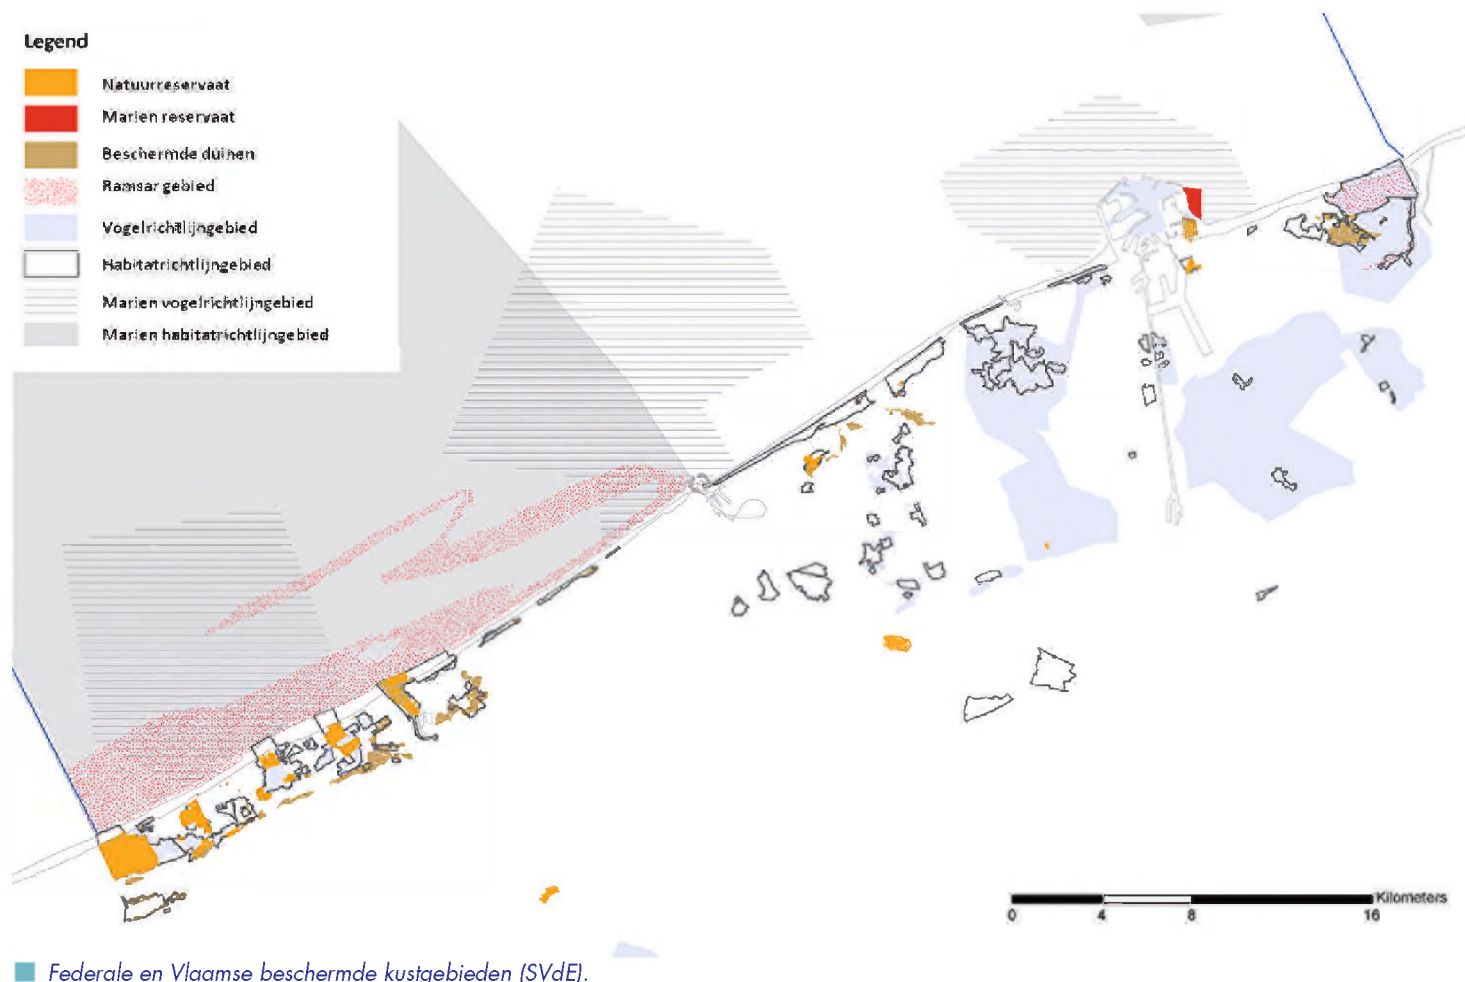 Legend
Natuurreservaat
Marien reservaat
Beschermde duinen
Ramsar gebied
Vogelrichtlijngebied
Habitatrichtlijngebied
Marien vogelrichtlijngebied
Marien habitatrichtlijngebied
Kilometers
0 4 8 16
Federale en Vlaamse beschermde kustgebieden (SVdE).